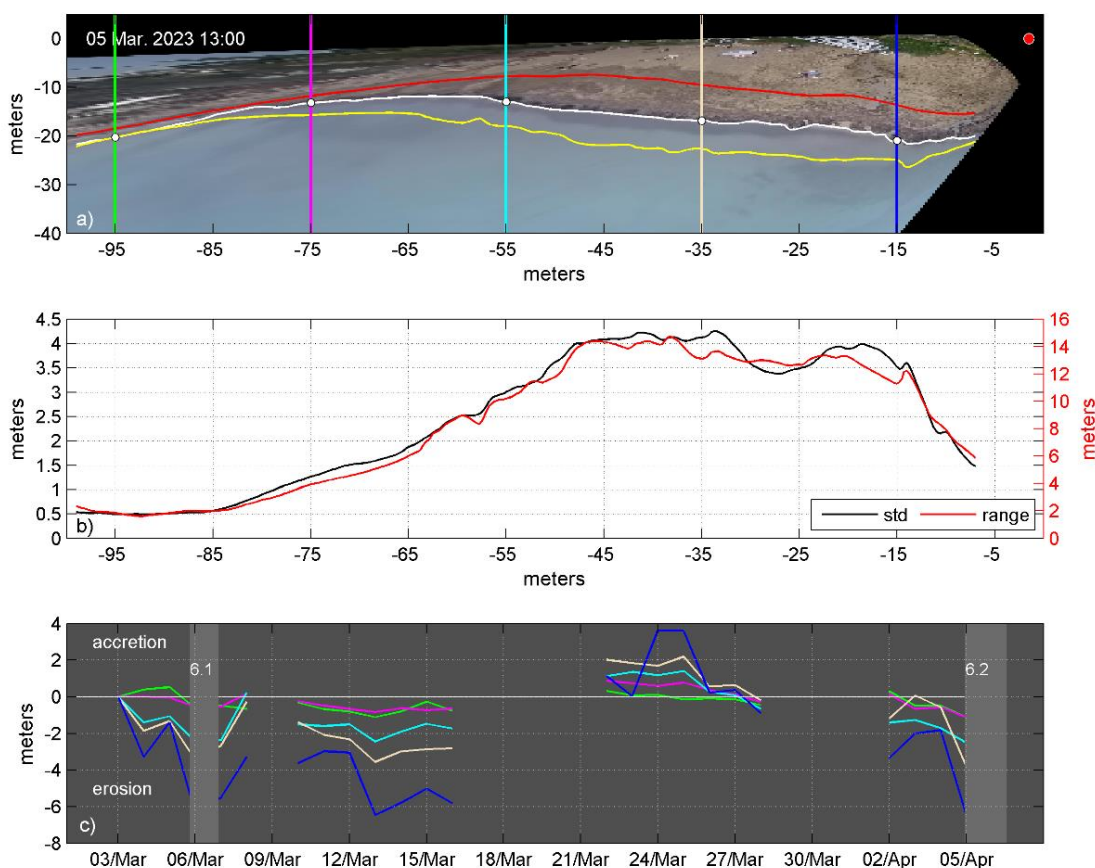 05 Mar. 2023 13:00
0
-10
-20
-30
-40
meters
a)
-95 -85 -75 -65 -55 -45 -35 -25 -15 -5
meters
4.5
4
3.5
3
2.5
2
1.5
1
0.5
0
meters
16
14
12
10
8
6
4
2
0
meters
b)
std range
-95 -85 -75 -65 -55 -45 -35 -25 -15 -5
meters
4
2
0
-2
-4
-6
-8
meters
accretion
6.1 6.2
erosion
c)
03/Mar 06/Mar 09/Mar 12/Mar 15/Mar 18/Mar 21/Mar 24/Mar 27/Mar 30/Mar 02/Apr 05/Apr